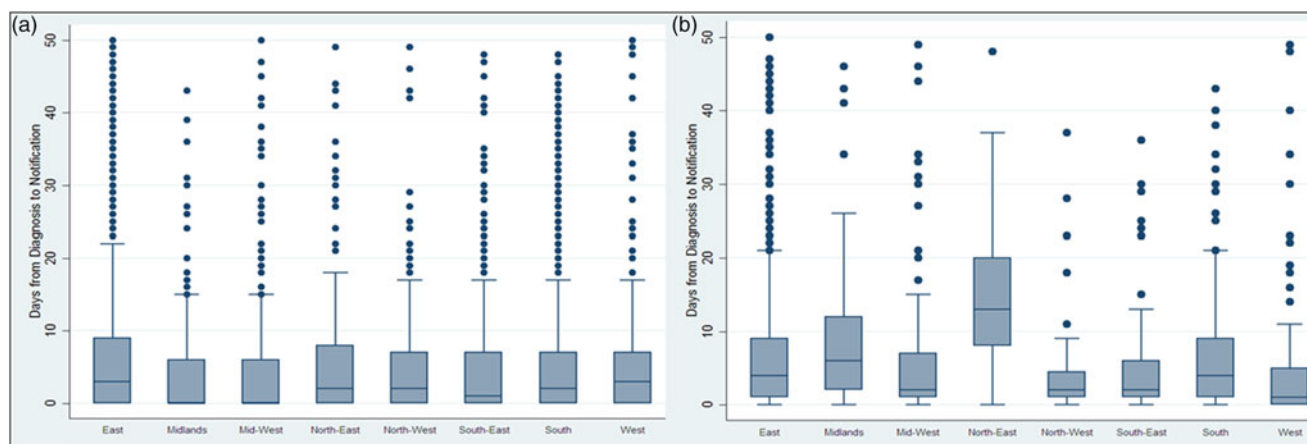 (a)
Days from Diagnosis to Notification
50
40
30
20
10
0
East Midlands Mid-West North-East North-West South-East South West
(b)
Days from Diagnosis to Notification
50
40
30
20
10
0
East Midlands Mid-West North-East North-West South-East South West